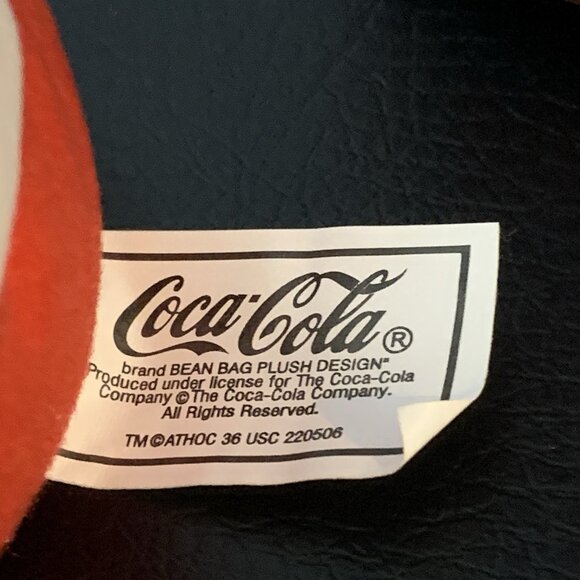 Coca-Cola®
brand BEAN BAG PLUSH DESIGN"
Produced under license for The Coca-Cola
Company ©The Coca-Cola Company.
All Rights Reserved.
TM©ATHOC 36 USC 220506